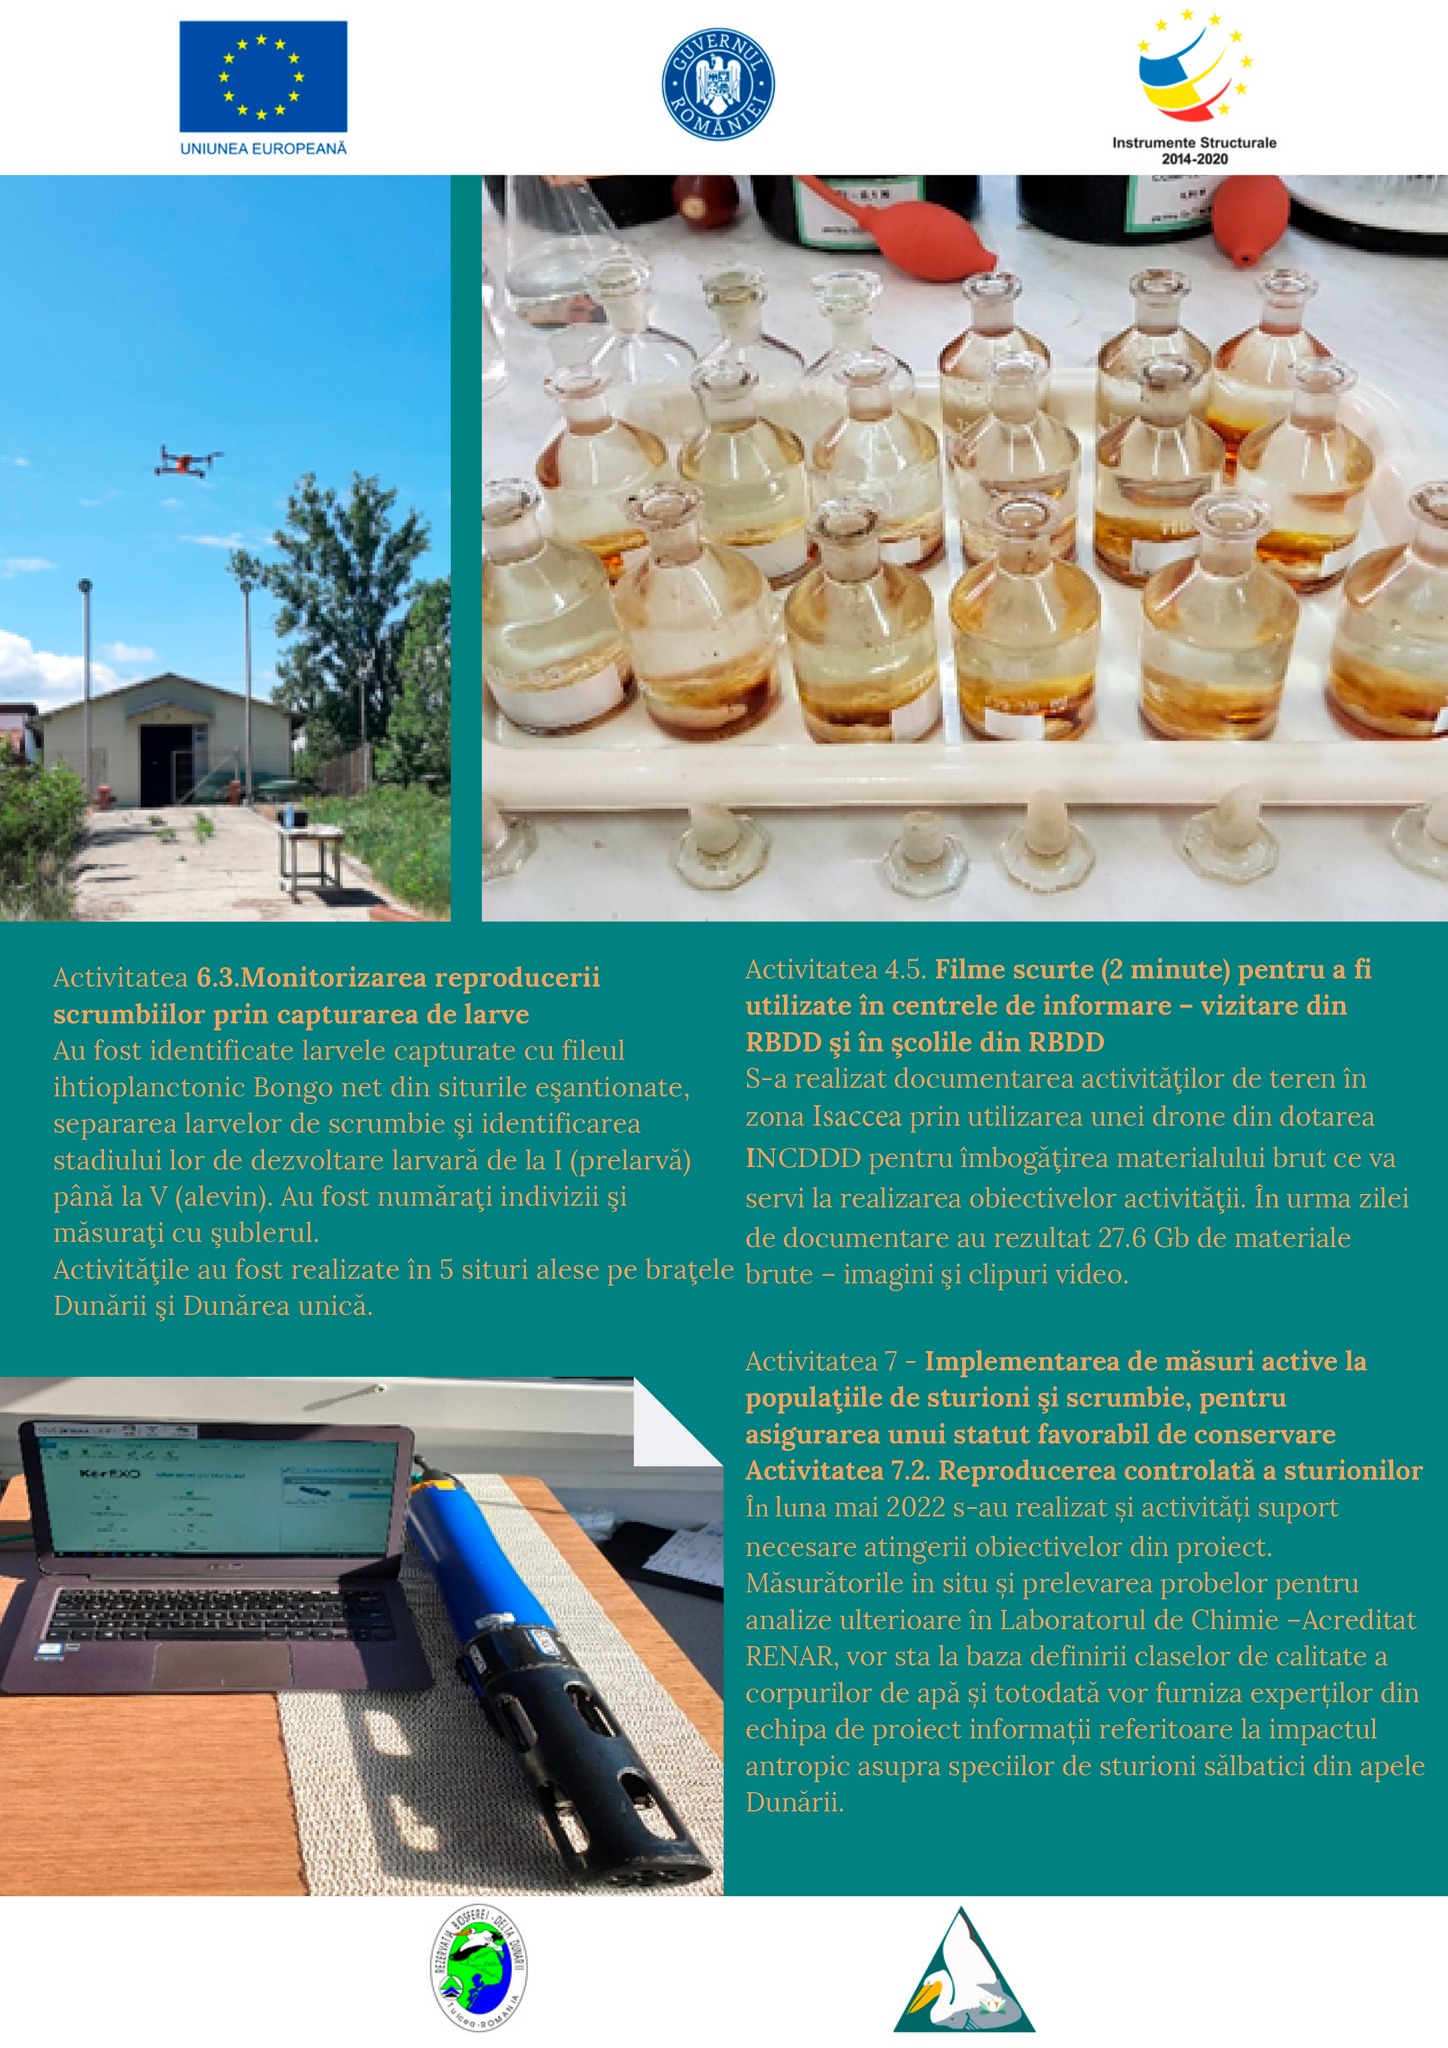 UNIUNEA EUROPEANĂ
GUVERNUL ROMÂNIEI
Instrumente Structurale
2014-2020
Activitatea 6.3.Monitorizarea reproducerii
scrumbiilor prin capturarea de larve
Au fost identificate larvele capturate cu fileul
ihtioplanctonic Bongo net din siturile eşantionate,
separarea larvelor de scrumbie şi identificarea
stadiului lor de dezvoltare larvară de la I (prelarvă)
până la V (alevin). Au fost număraţi indivizii şi
măsuraţi cu şublerul.
Activităţile au fost realizate în 5 situri alese pe braţele
Dunării şi Dunărea unică.
Activitatea 4.5. Filme scurte (2 minute) pentru a fi
utilizate în centrele de informare – vizitare din
RBDD şi în şcolile din RBDD
S-a realizat documentarea activităţilor de teren în
zona Isaccea prin utilizarea unei drone din dotarea
INCDDD pentru îmbogăţirea materialului brut ce va
servi la realizarea obiectivelor activităţii. În urma zilei
de documentare au rezultat 27.6 Gb de materiale
brute – imagini şi clipuri video.
Activitatea 7 - Implementarea de măsuri active la
populaţiile de sturioni şi scrumbie, pentru
asigurarea unui statut favorabil de conservare
Activitatea 7.2. Reproducerea controlată a sturionilor
În luna mai 2022 s-au realizat și activități suport
necesare atingerii obiectivelor din proiect.
Măsurătorile in situ și prelevarea probelor pentru
analize ulterioare în Laboratorul de Chimie –Acreditat
RENAR, vor sta la baza definirii claselor de calitate a
corpurilor de apă și totodată vor furniza experților din
echipa de proiect informații referitoare la impactul
antropic asupra speciilor de sturioni sălbatici din apele
Dunării.
KorEXO
REZERVAŢIA BIOSFEREI - DELTA DUNARII
Tulcea-ROMANIA